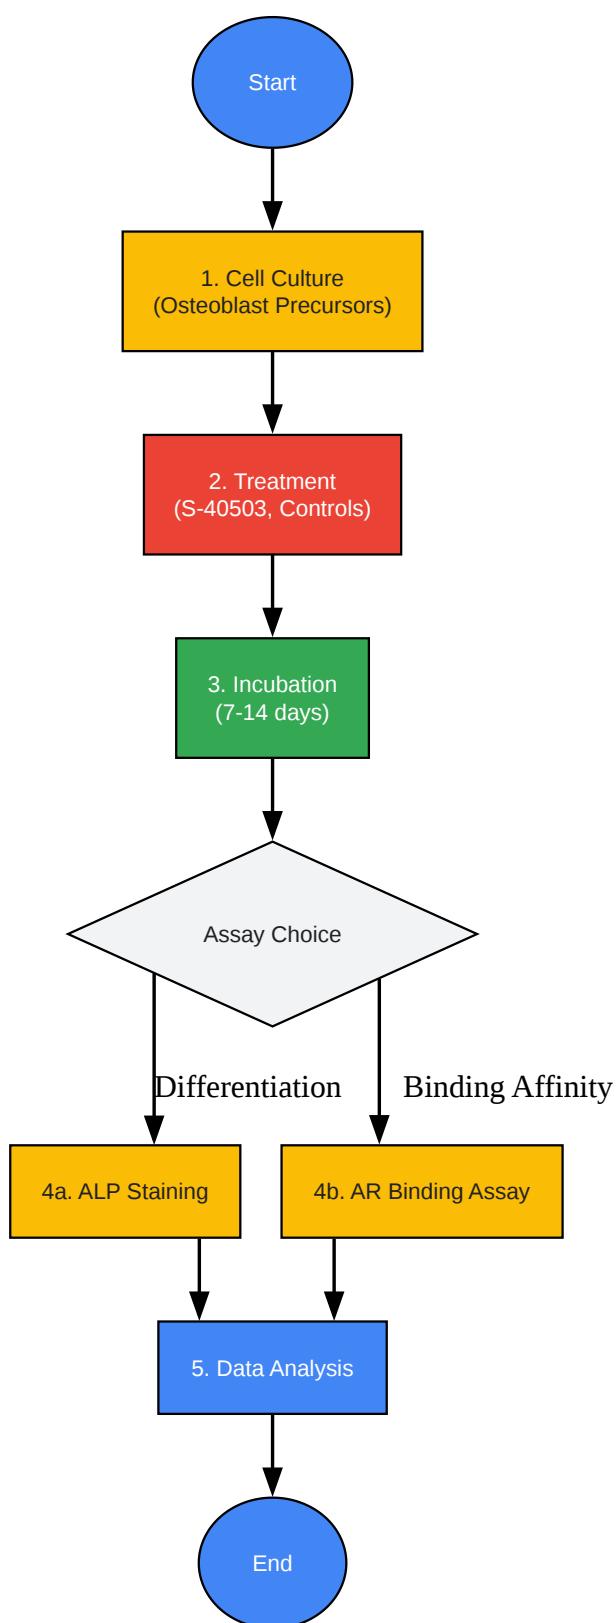 Start
1. Cell Culture
(Osteoblast Precursors)
2. Treatment
(S-40503, Controls)
3. Incubation
(7-14 days)
Assay Choice
Differentiation
Binding Affinity
4a. ALP Staining
4b. AR Binding Assay
5. Data Analysis
End